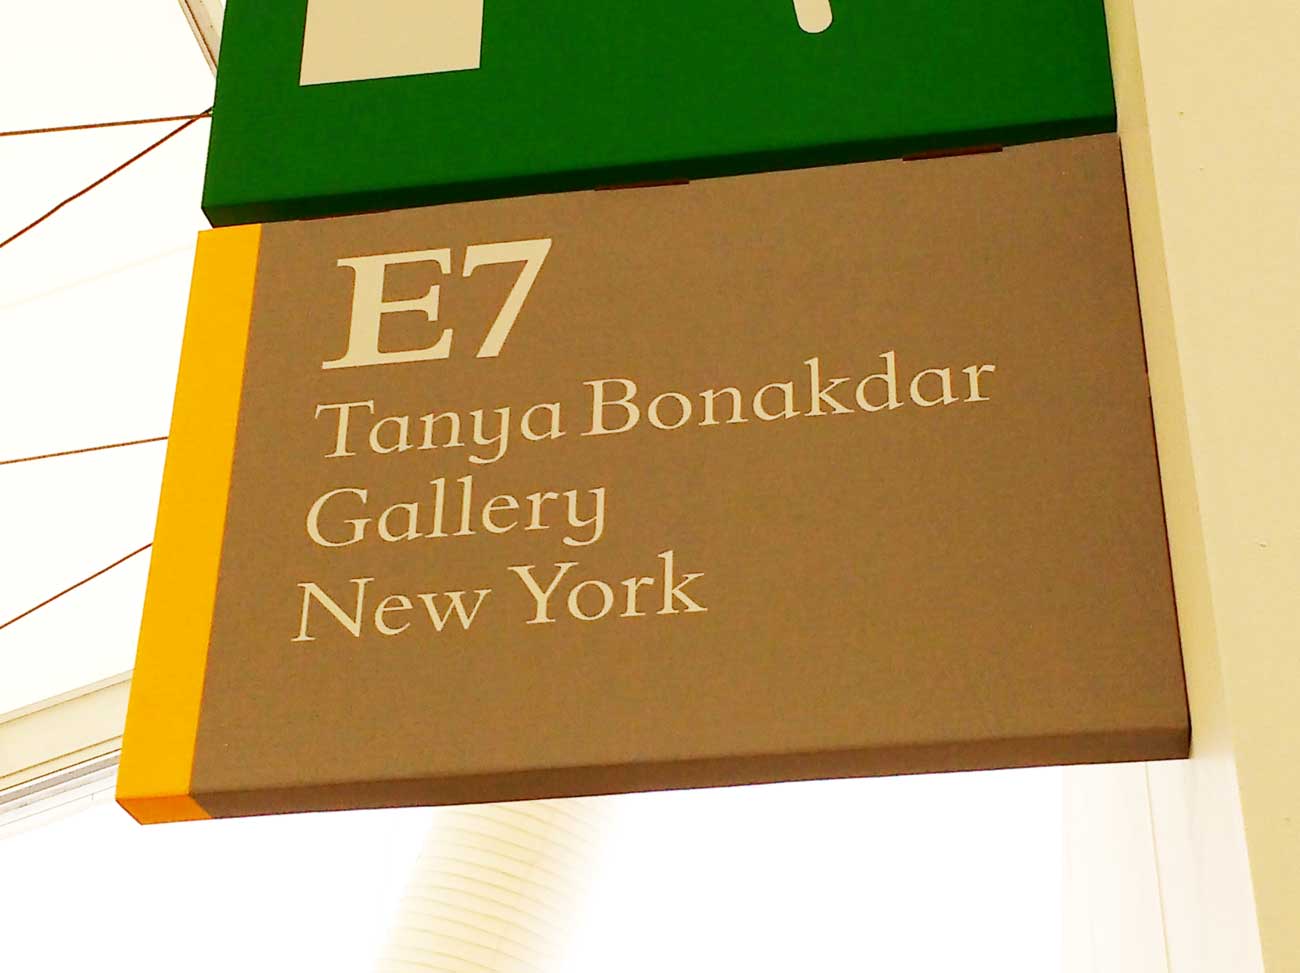 E7
Tanya Bonakdar
Gallery
New York